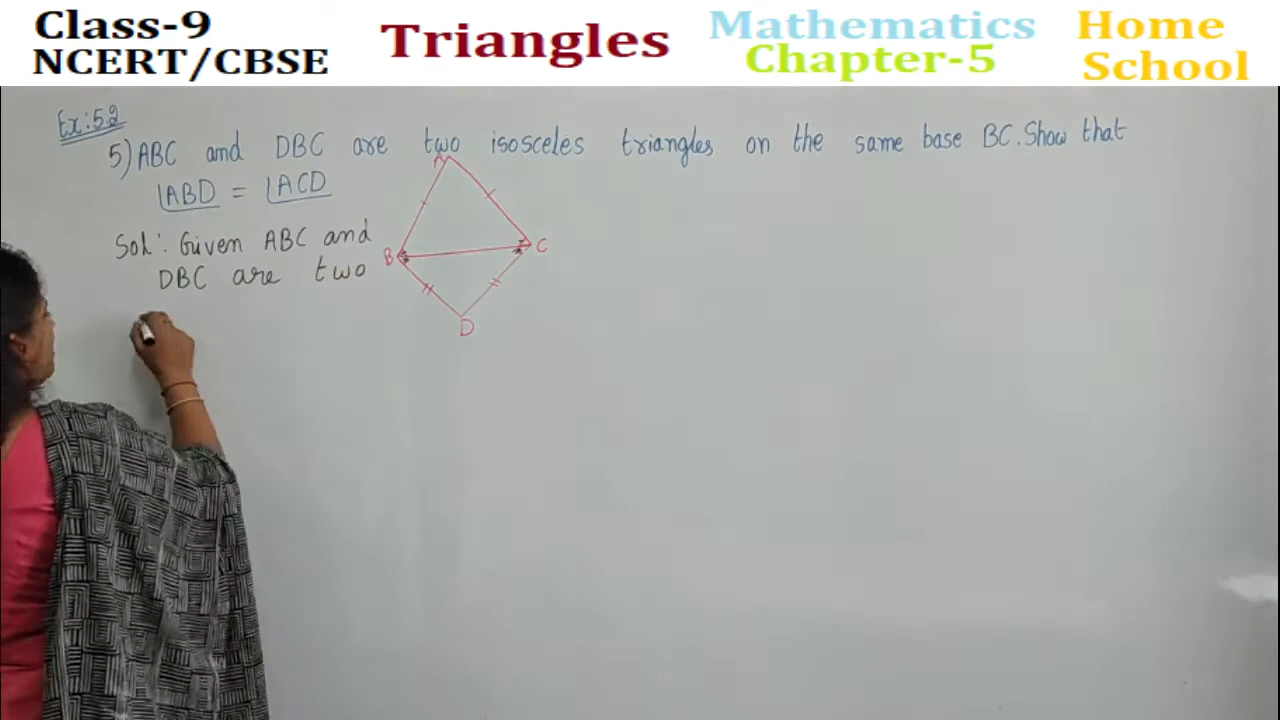 Class-9
NCERT/CBSE
Triangles
Mathematics
Chapter-5
Home
School
Ex:5.2
5) ABC and DBC are two isosceles triangles on the same base BC. Show that
∠ABD = ∠ACD
Sol: Given ABC and
DBC are two
A
B
C
D